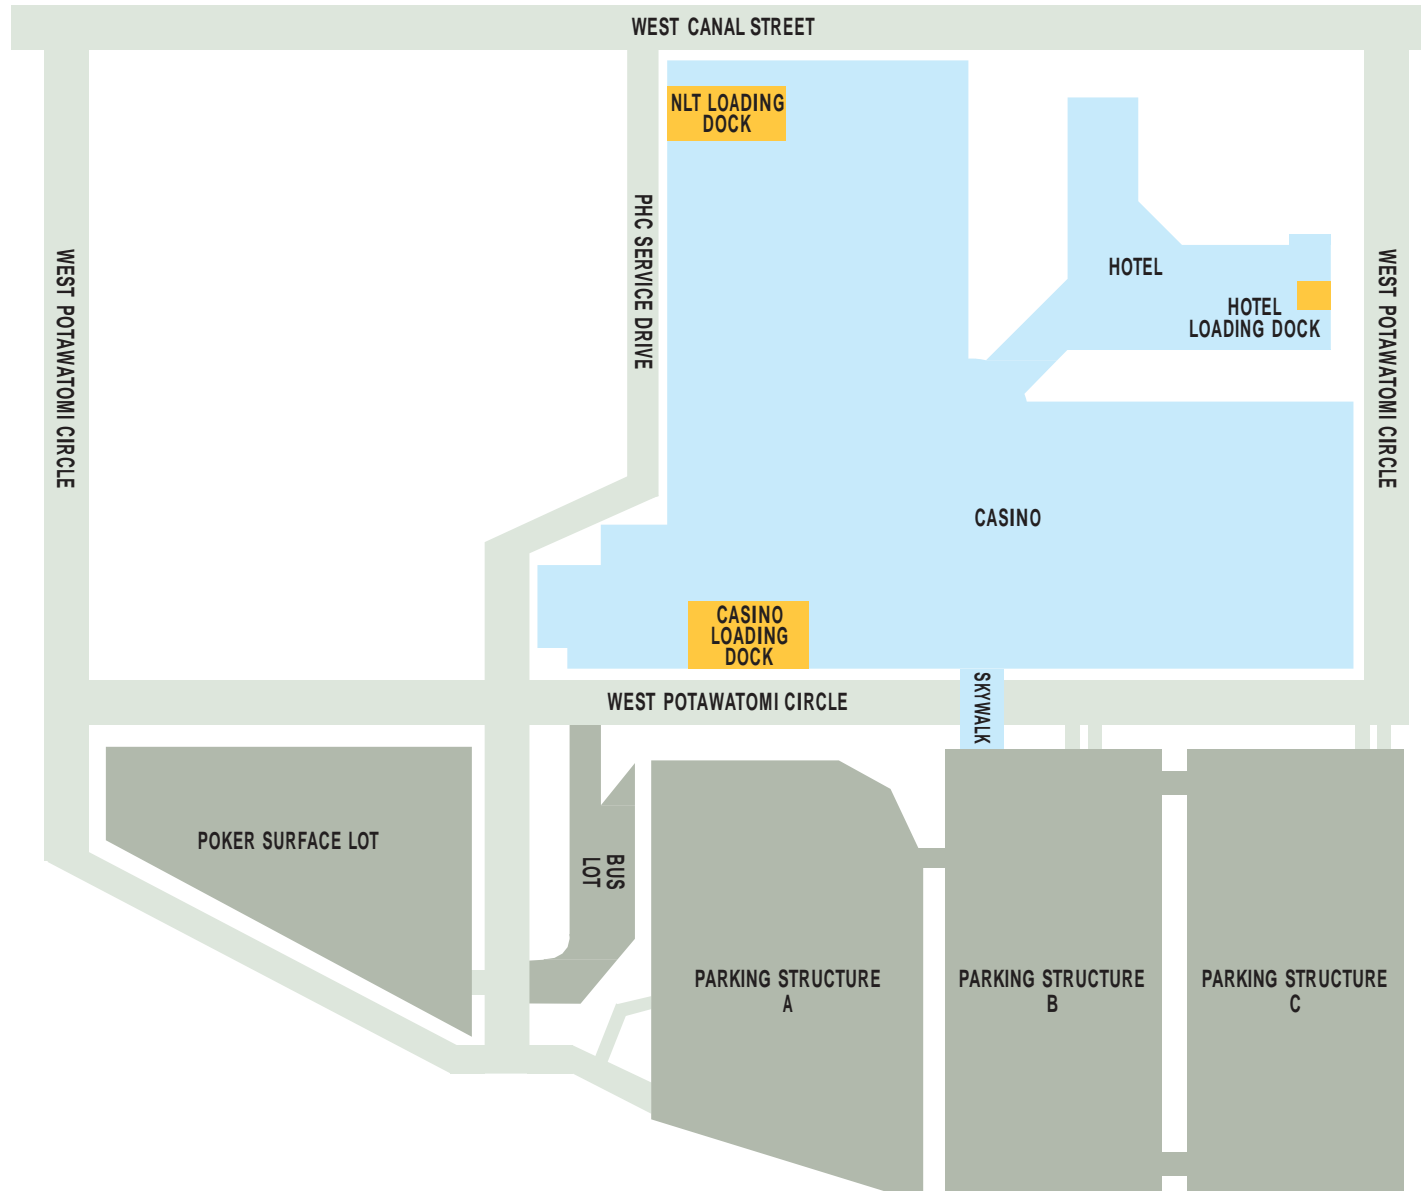 WEST CANAL STREET
NLT LOADING
DOCK
PHC SERVICE DRIVE
WEST POTAWATOMI CIRCLE
HOTEL
HOTEL
LOADING DOCK
WEST POTAWATOMI CIRCLE
CASINO
CASINO
LOADING
DOCK
WEST POTAWATOMI CIRCLE
SKYWALK
POKER SURFACE LOT
BUS
LOT
PARKING STRUCTURE
A
PARKING STRUCTURE
B
PARKING STRUCTURE
C